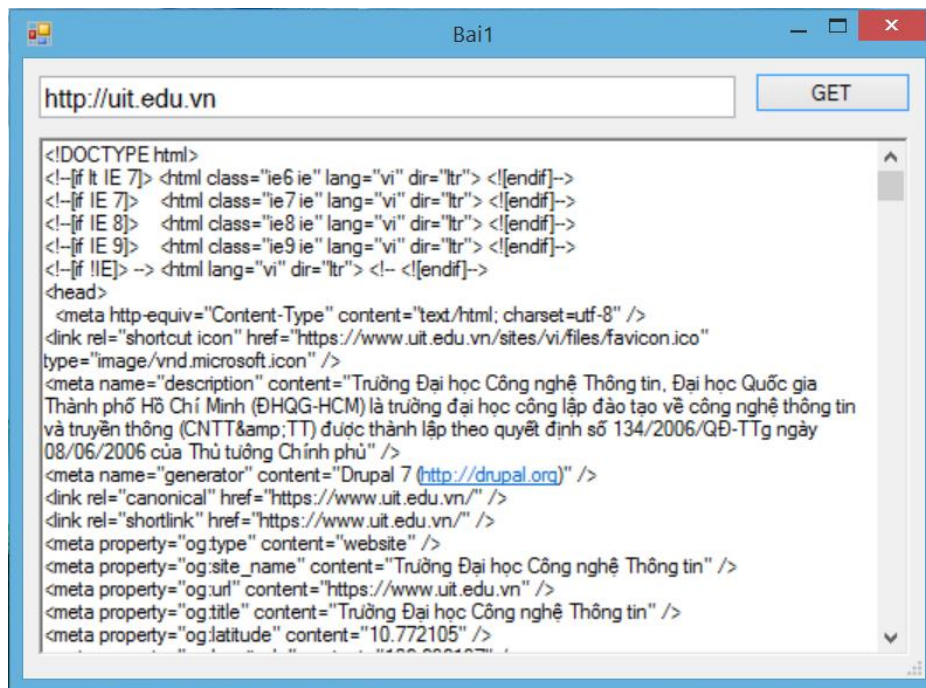 Bai1
http://uit.edu.vn
GET
<!DOCTYPE html>
<!--[if lt IE 7]> <html class="ie6 ie" lang="vi" dir="ltr"> <![endif]-->
<!--[if IE 7]>    <html class="ie7 ie" lang="vi" dir="ltr"> <![endif]-->
<!--[if IE 8]>    <html class="ie8 ie" lang="vi" dir="ltr"> <![endif]-->
<!--[if IE 9]>    <html class="ie9 ie" lang="vi" dir="ltr"> <![endif]-->
<!--[if !IE]> --> <html lang="vi" dir="ltr"> <!-- <![endif]-->
<head>
  <meta http-equiv="Content-Type" content="text/html; charset=utf-8" />
<link rel="shortcut icon" href="https://www.uit.edu.vn/sites/vi/files/favicon.ico"
type="image/vnd.microsoft.icon" />
<meta name="description" content="Trường Đại học Công nghệ Thông tin, Đại học Quốc gia
Thành phố Hồ Chí Minh (ĐHQG-HCM) là trường đại học công lập đào tạo về công nghệ thông tin
và truyền thông (CNTT&amp;TT) được thành lập theo quyết định số 134/2006/QĐ-TTg ngày
08/06/2006 của Thủ tướng Chính phủ" />
<meta name="generator" content="Drupal 7 (http://drupal.org)" />
<link rel="canonical" href="https://www.uit.edu.vn/" />
<link rel="shortlink" href="https://www.uit.edu.vn/" />
<meta property="og:type" content="website" />
<meta property="og:site_name" content="Trường Đại học Công nghệ Thông tin" />
<meta property="og:url" content="https://www.uit.edu.vn" />
<meta property="og:title" content="Trường Đại học Công nghệ Thông tin" />
<meta property="og:latitude" content="10.772105" />